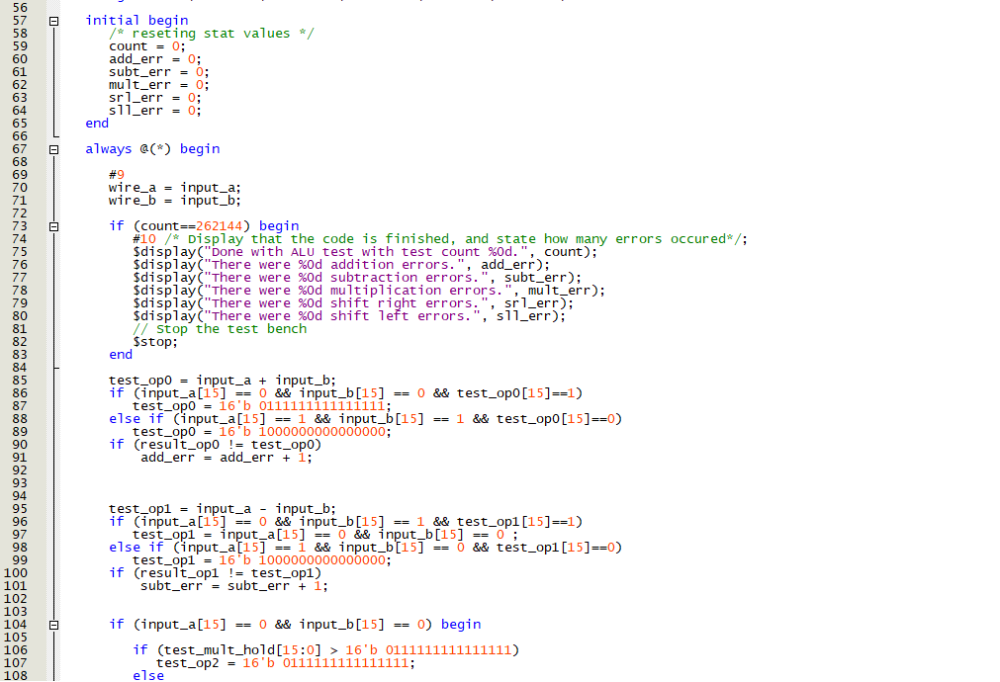 56
57 initial begin
58 /* reseting stat values */
59 count = 0;
60 add_err = 0;
61 subt_err = 0;
62 mult_err = 0;
63 srl_err = 0;
64 sll_err = 0;
65 end
66
67 always @(*) begin
68
69 #9
70 wire_a = input_a;
71 wire_b = input_b;
72
73 if (count==262144) begin
74 #10 /* Display that the code is finished, and state how many errors occured*/;
75 $display("Done with ALU test with test count %0d.", count);
76 $display("There were %0d addition errors.", add_err);
77 $display("There were %0d subtraction errors.", subt_err);
78 $display("There were %0d multiplication errors.", mult_err);
79 $display("There were %0d shift right errors.", srl_err);
80 $display("There were %0d shift left errors.", sll_err);
81 // Stop the test bench
82 $stop;
83 end
84
85 test_op0 = input_a + input_b;
86 if (input_a[15] == 0 && input_b[15] == 0 && test_op0[15]==1)
87 test_op0 = 16'b 0111111111111111;
88 else if (input_a[15] == 1 && input_b[15] == 1 && test_op0[15]==0)
89 test_op0 = 16'b 1000000000000000;
90 if (result_op0 != test_op0)
91 add_err = add_err + 1;
92
93
94
95 test_op1 = input_a - input_b;
96 if (input_a[15] == 0 && input_b[15] == 1 && test_op1[15]==1)
97 test_op1 = input_a[15] == 0 && input_b[15] == 0 ;
98 else if (input_a[15] == 1 && input_b[15] == 0 && test_op1[15]==0)
99 test_op1 = 16'b 1000000000000000;
100 if (result_op1 != test_op1)
101 subt_err = subt_err + 1;
102
103
104 if (input_a[15] == 0 && input_b[15] == 0) begin
105
106 if (test_mult_hold[15:0] > 16'b 0111111111111111)
107 test_op2 = 16'b 0111111111111111;
108 else